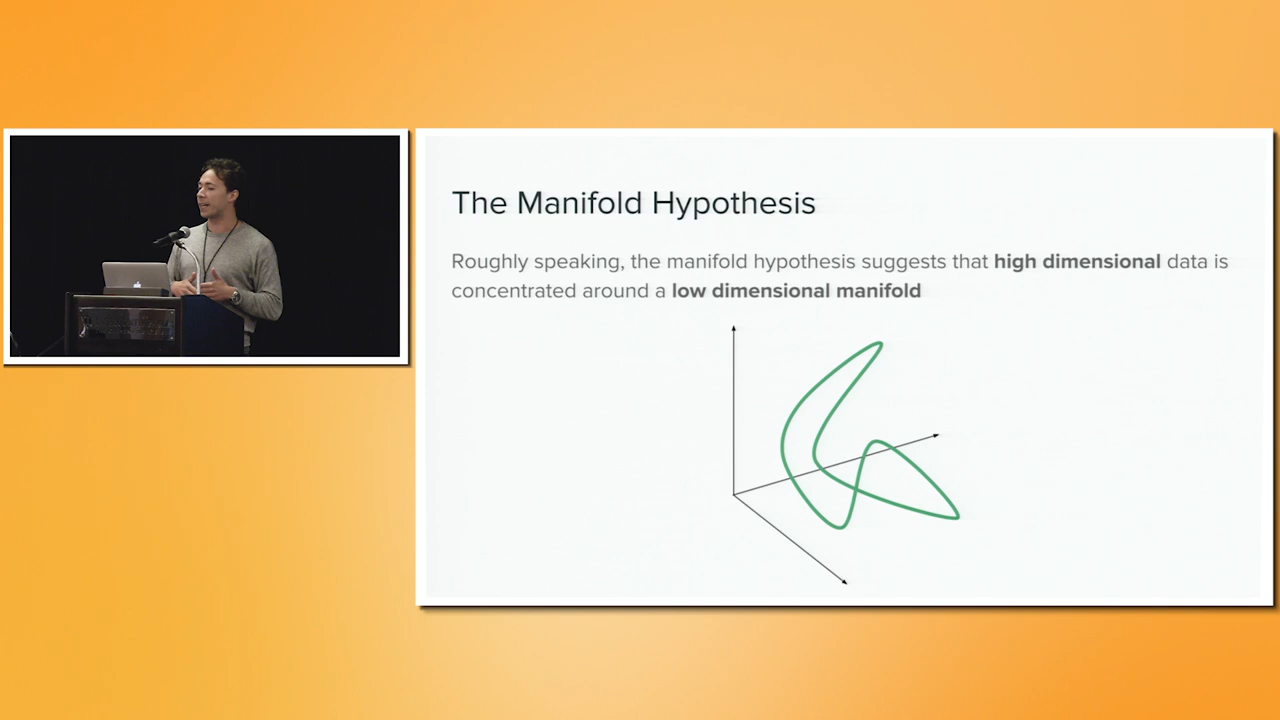 The Manifold Hypothesis
Roughly speaking, the manifold hypothesis suggests that high dimensional data is
concentrated around a low dimensional manifold